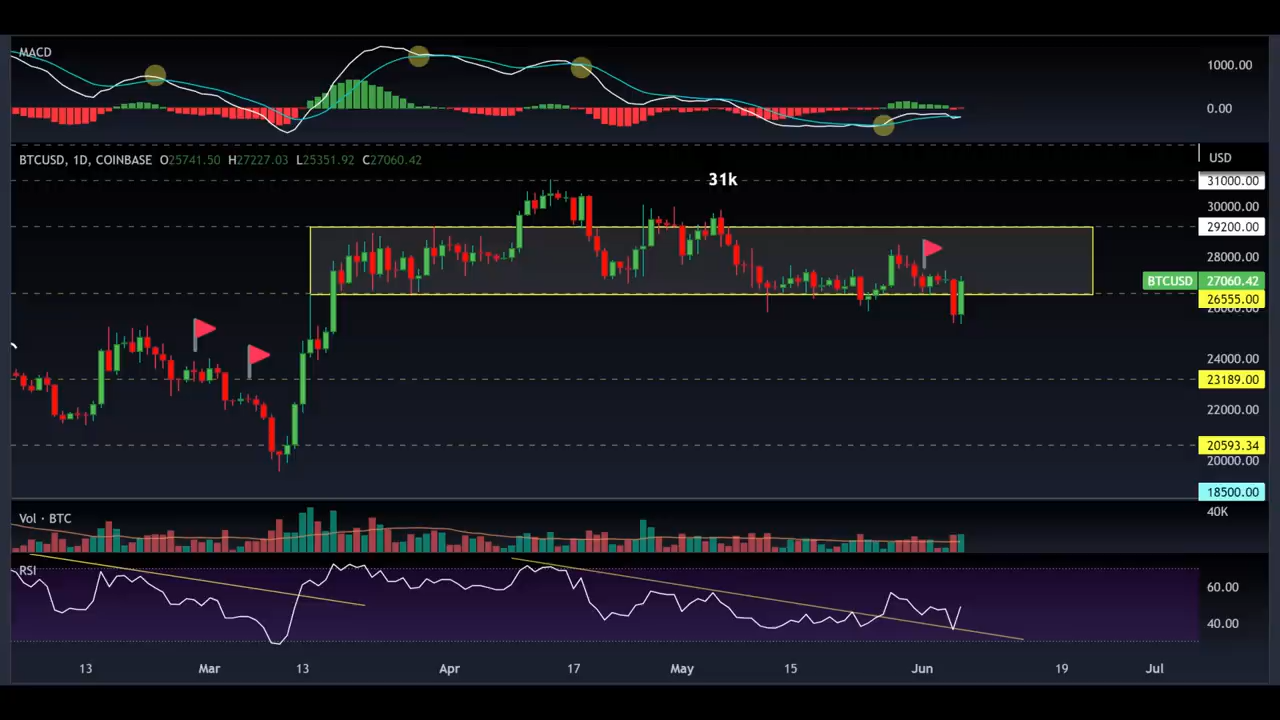 MACD
1000.00
0.00
BTCUSD, 1D, COINBASE O25741.50 H27227.03 L25351.92 C27060.42
USD
31k
31000.00
30000.00
29200.00
28000.00
BTCUSD 27060.42
26555.00
26000.00
24000.00
23189.00
22000.00
20593.34
20000.00
18500.00
Vol · BTC
40K
RSI
60.00
40.00
13 Mar 13 Apr 17 May 15 Jun 19 Jul